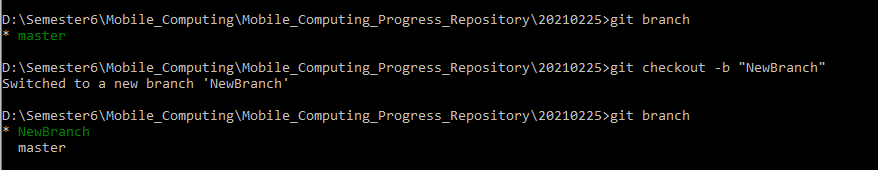 D:\Semester6\Mobile_Computing\Mobile_Computing_Progress_Repository\20210225>git branch
* master
D:\Semester6\Mobile_Computing\Mobile_Computing_Progress_Repository\20210225>git checkout -b "NewBranch"
Switched to a new branch 'NewBranch'
D:\Semester6\Mobile_Computing\Mobile_Computing_Progress_Repository\20210225>git branch
* NewBranch
  master